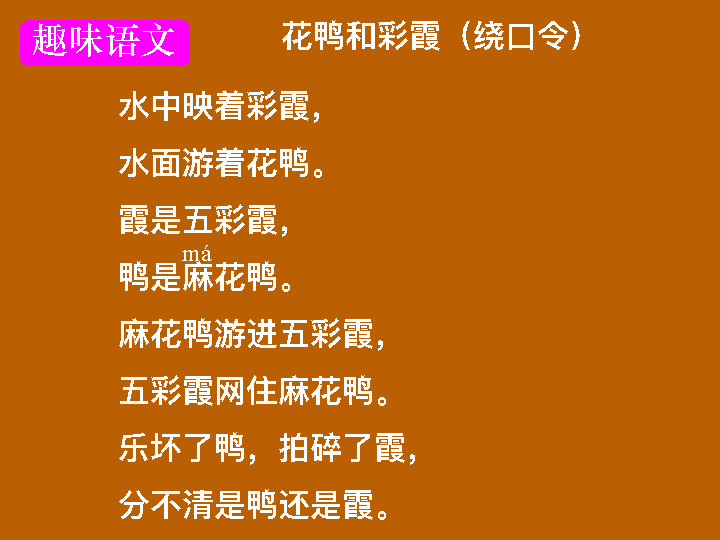 趣味语文
花鸭和彩霞（绕口令）
水中映着彩霞，
水面游着花鸭。
霞是五彩霞，
má
鸭是麻花鸭。
麻花鸭游进五彩霞，
五彩霞网住麻花鸭。
乐坏了鸭，拍碎了霞，
分不清是鸭还是霞。